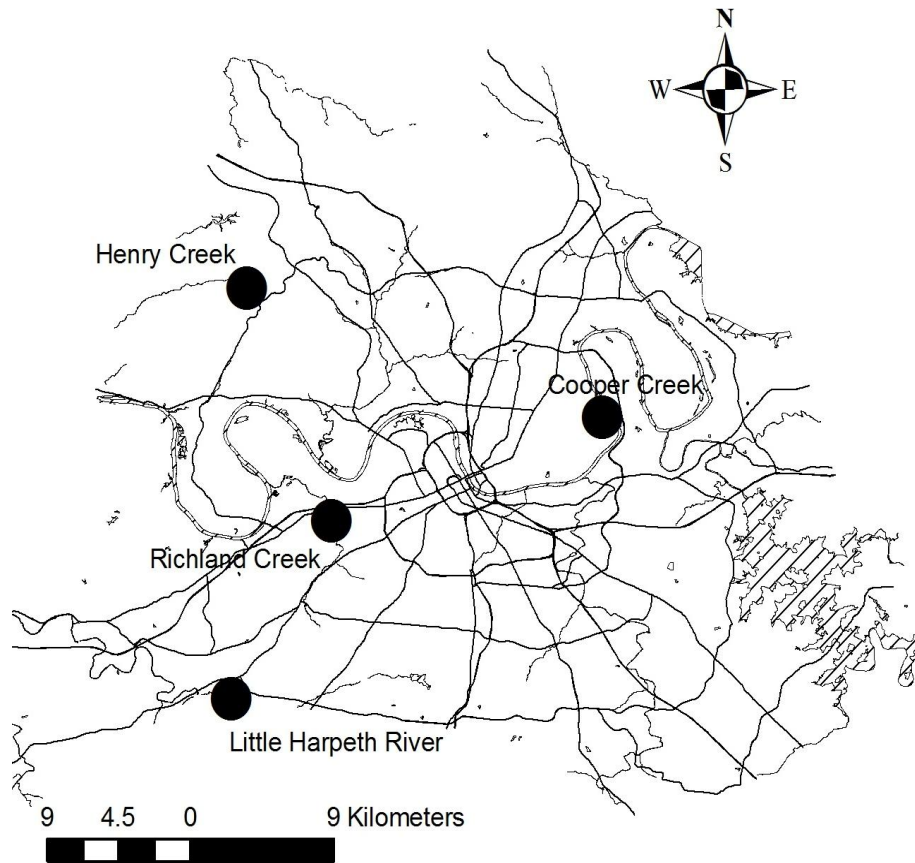 N
W E
S
Henry Creek
Cooper Creek
Richland Creek
Little Harpeth River
9 4.5 0 9 Kilometers